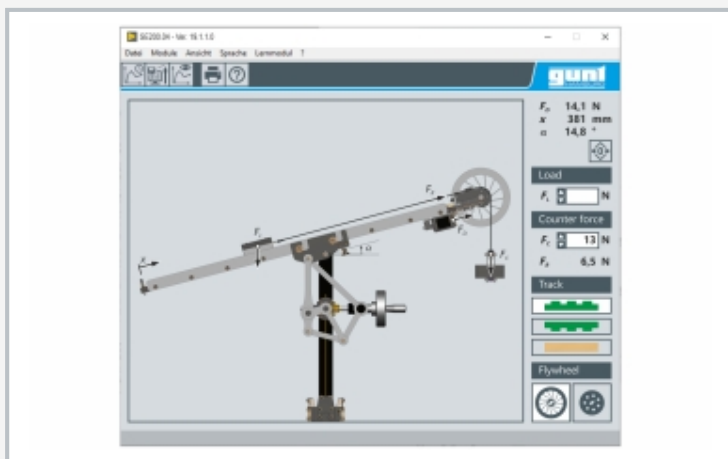 SE200.04 - Ver: 19.1.1.0
Datei Module Ansicht Sprache Lernmodul ?
gunt
14,1 N
x 381 mm
α 14,8 °
Load
N
Counter force
13 N
6,5 N
Track
Flywheel
x
α